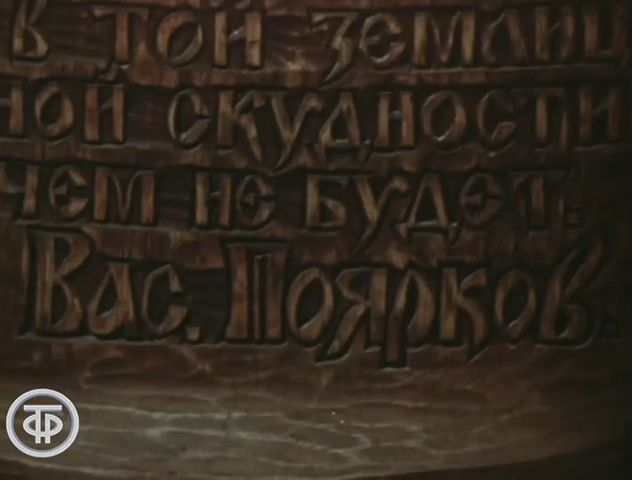 в той землиц
ной скудности
чем не будет.
Вас. Поярков.